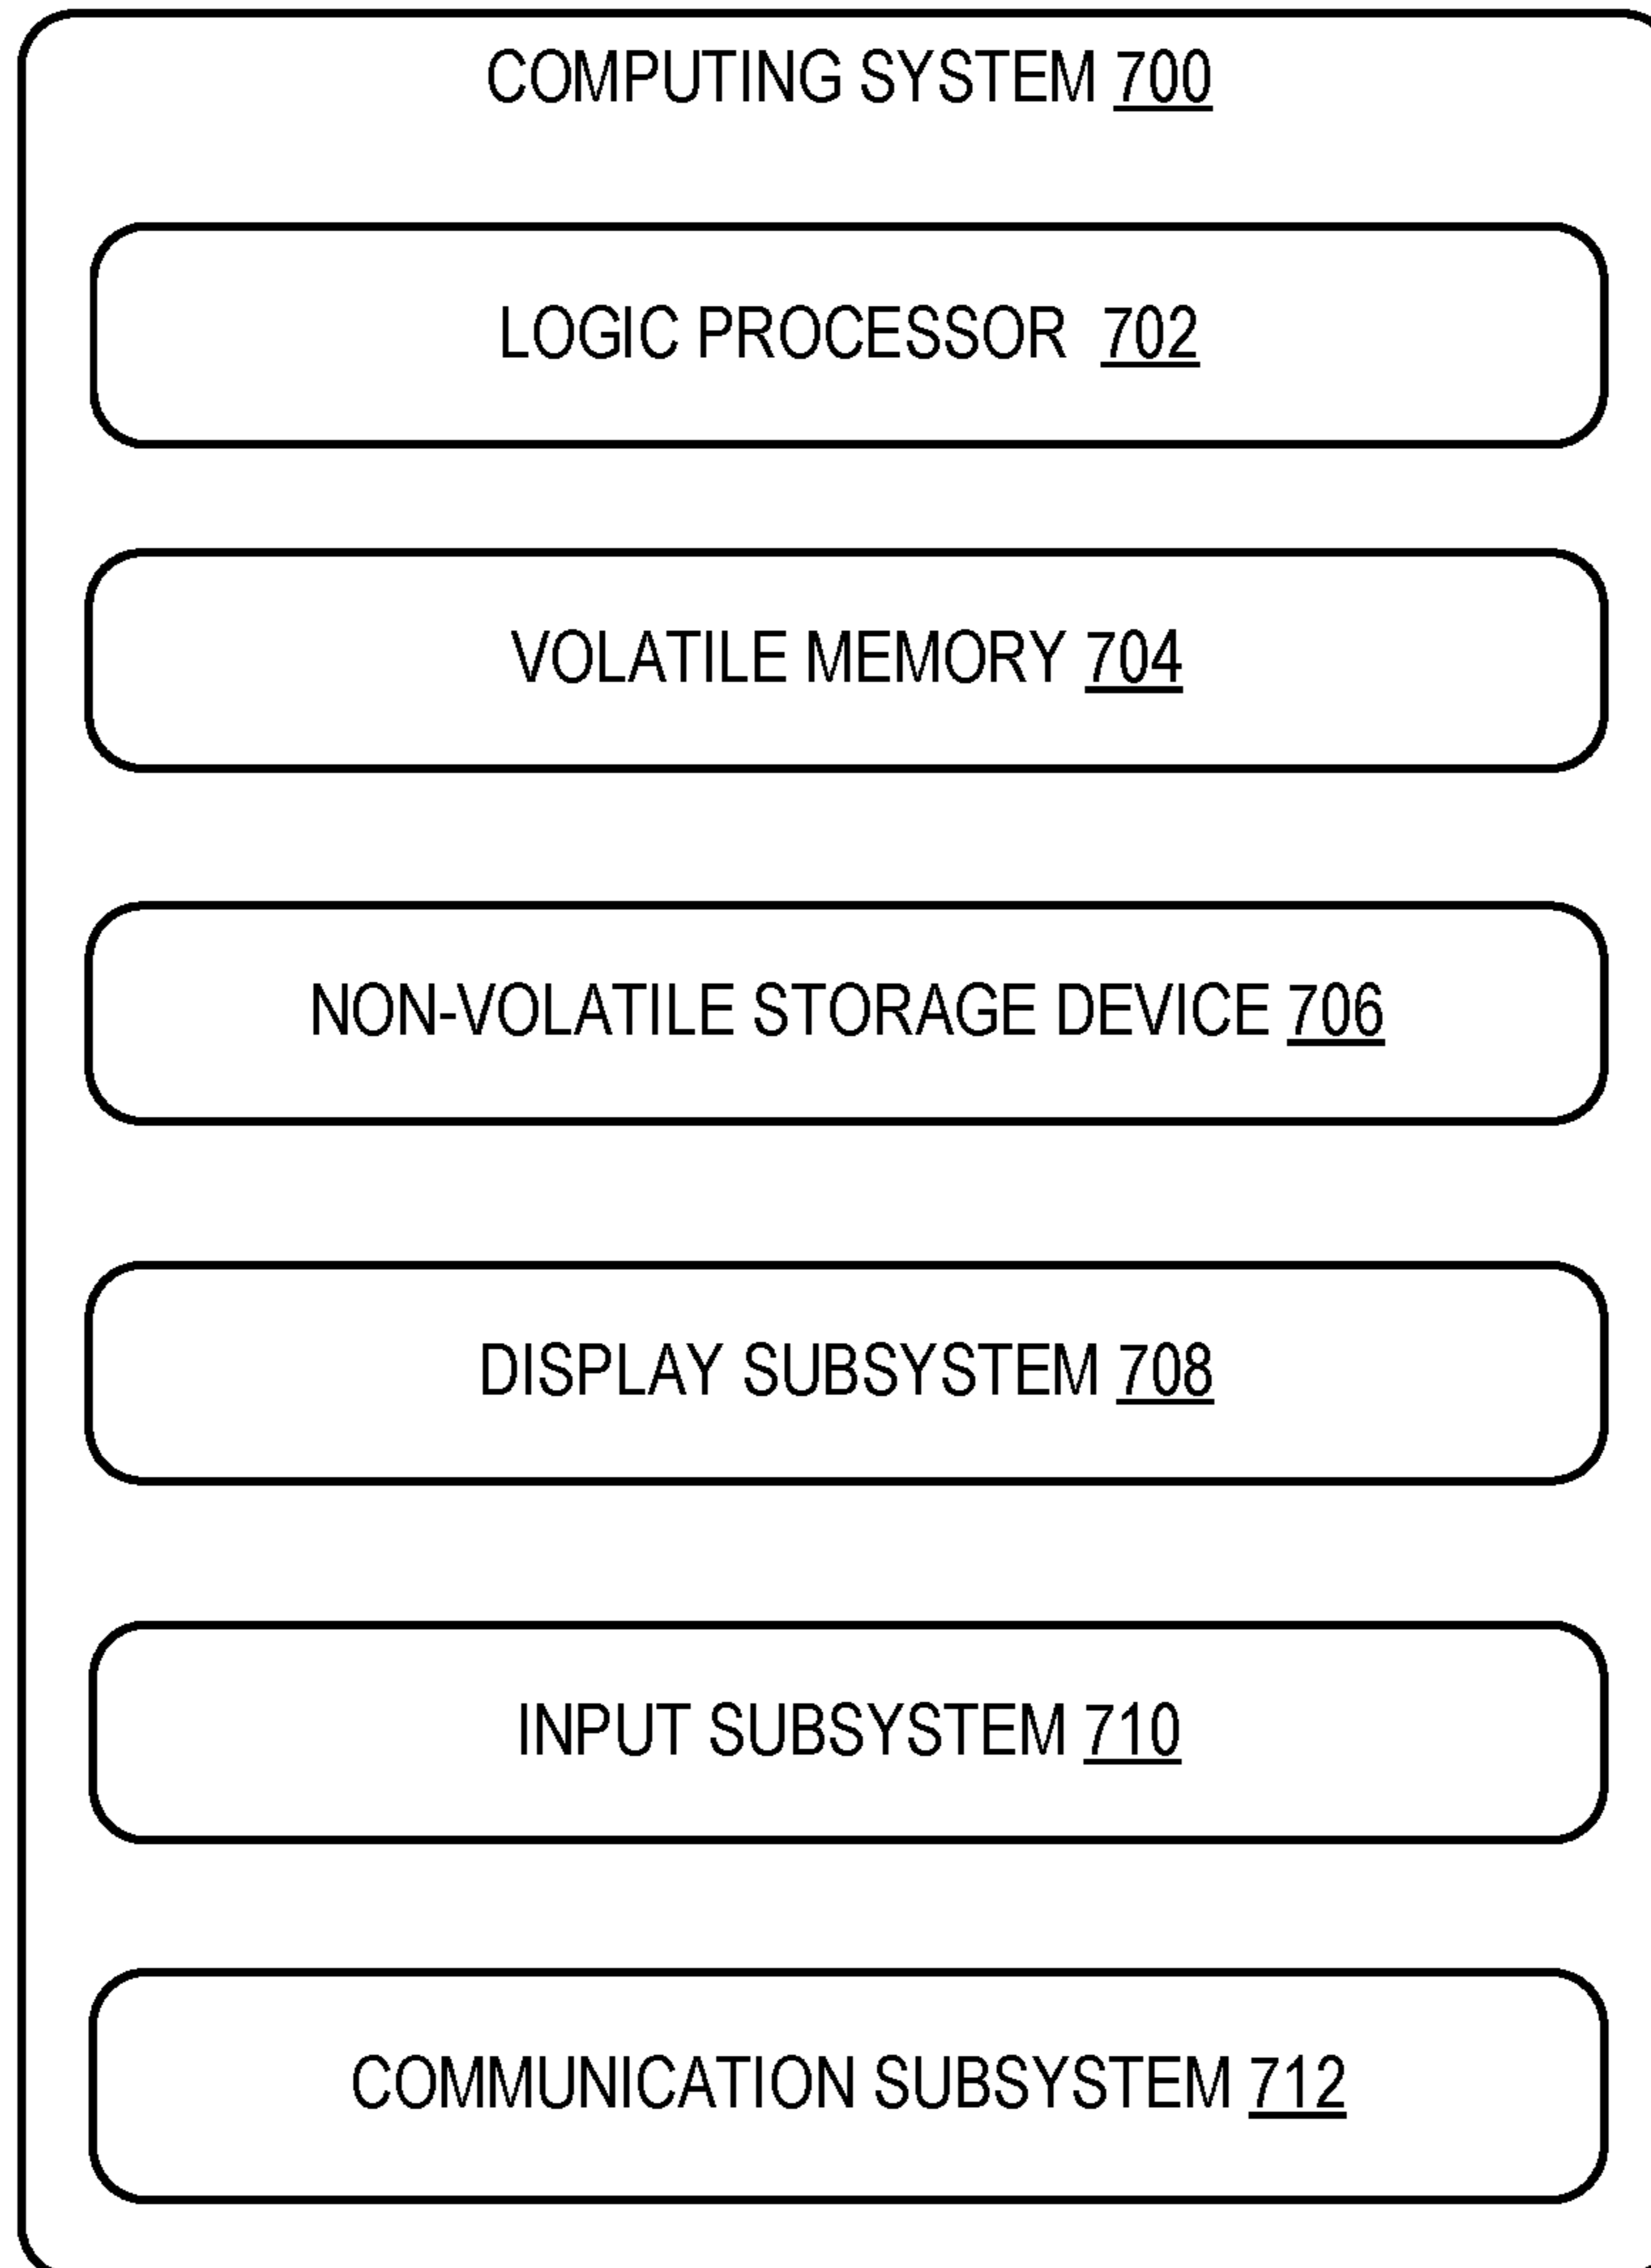 COMPUTING SYSTEM 700
LOGIC PROCESSOR 702
VOLATILE MEMORY 704
NON-VOLATILE STORAGE DEVICE 706
DISPLAY SUBSYSTEM 708
INPUT SUBSYSTEM 710
COMMUNICATION SUBSYSTEM 712